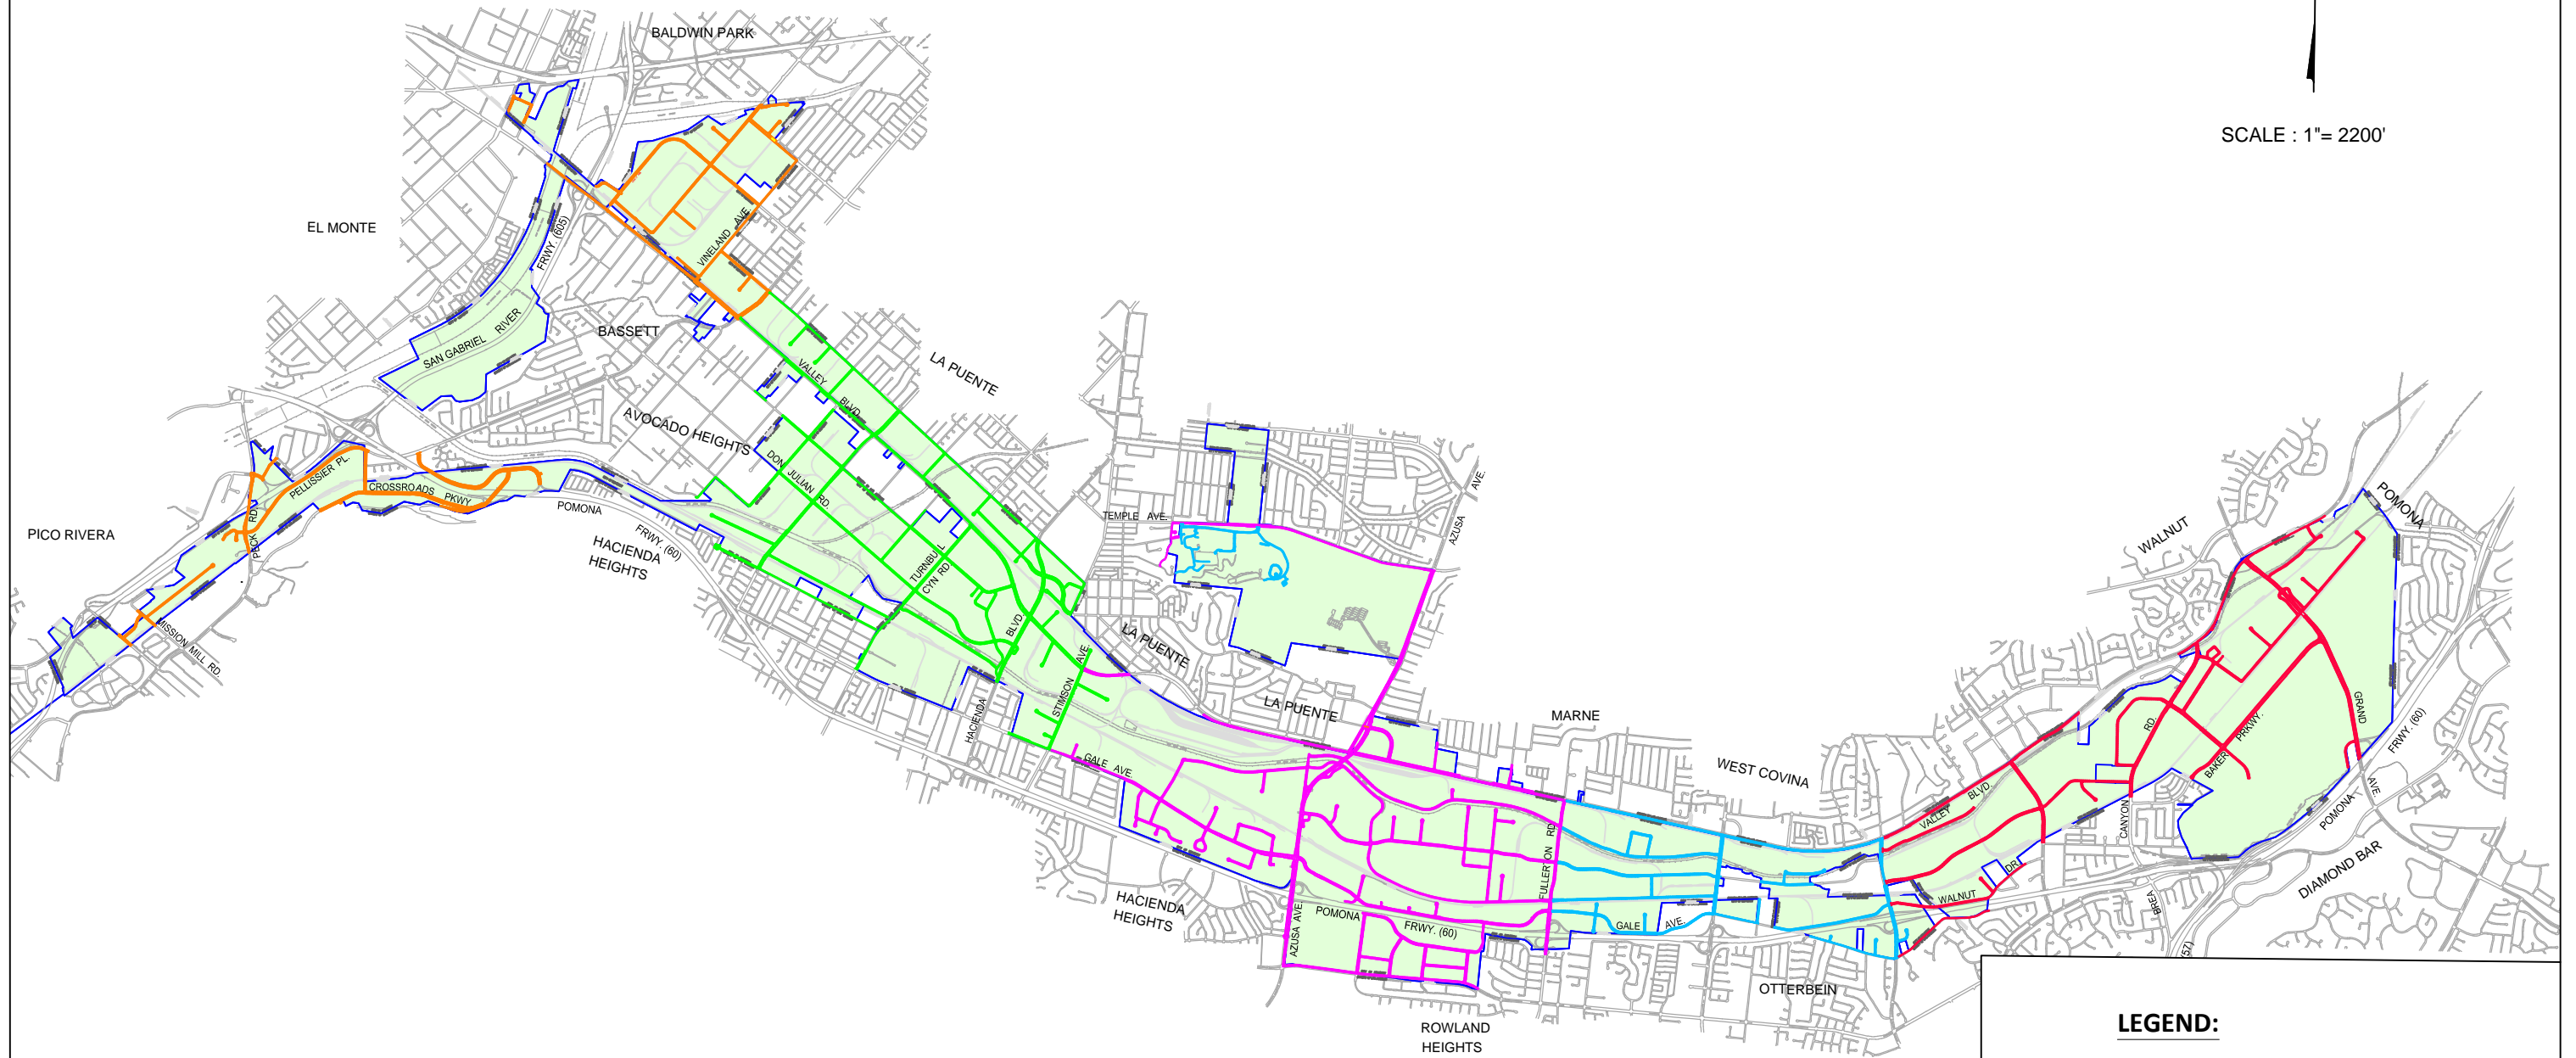 BALDWIN PARK
SCALE : 1"= 2200'
EL MONTE
FRWY. (605)
VINELAND AVE.
SAN GABRIEL RIVER
BASSETT
LA PUENTE
VALLEY BLVD.
AVOCADO HEIGHTS
DON JULIAN RD.
PELLISSIER PL.
CROSSROADS PKWY
PECK RD.
POMONA FRWY. (60)
PICO RIVERA
HACIENDA
HEIGHTS
TURNBULL
CYN RD.
MISSION MILL RD.
BLVD.
HACIENDA
STIMSON AVE.
LA PUENTE
TEMPLE AVE.
AZUSA AVE.
LA PUENTE
MARNE
WEST COVINA
GALE AVE
HACIENDA
HEIGHTS
AZUSA AVE.
POMONA
FRWY. (60)
FULLERTON RD.
GALE AVE.
VALLEY BLVD.
WALNUT DR.
WALNUT
POMONA
GRAND
AVE.
FRWY. (60)
POMONA
BAKER PRKWY.
RD.
CANYON
BREA
DIAMOND BAR
57)
OTTERBEIN
ROWLAND
HEIGHTS
LEGEND: